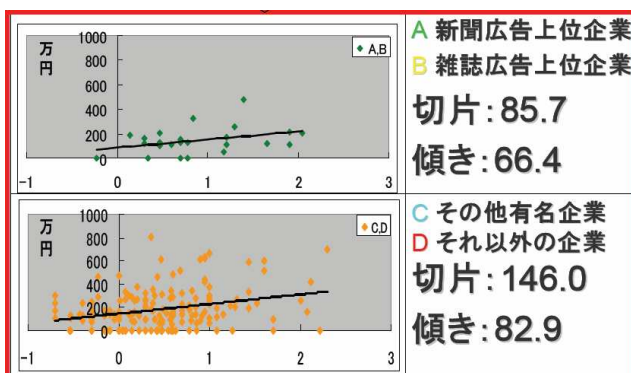 万円
1000
800
600
400
200
0
-1 0 1 2 3
A,B
A 新聞広告上位企業
B 雑誌広告上位企業
切片:85.7
傾き:66.4
万円
1000
800
600
400
200
0
-1 0 1 2 3
C,D
C その他有名企業
D それ以外の企業
切片:146.0
傾き:82.9